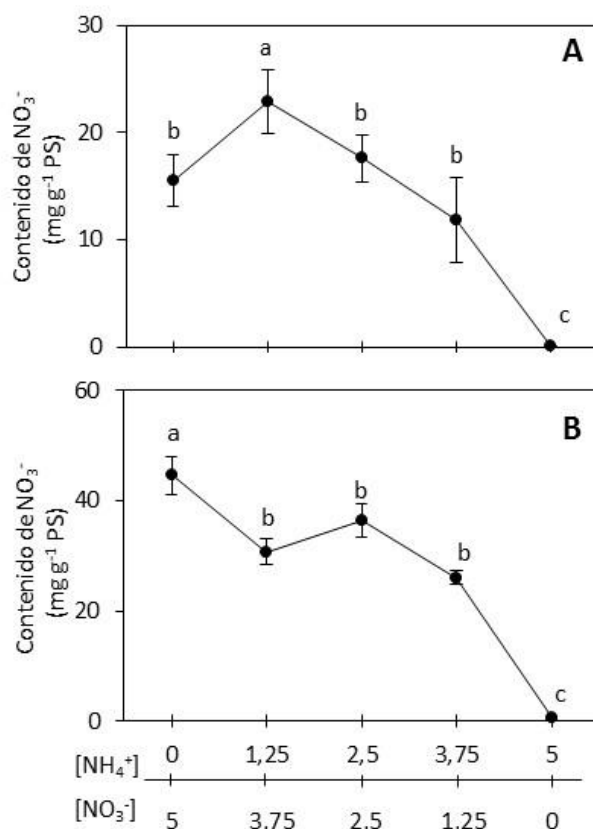 30
A
a
b
b
b
20
Contenido de NO₃⁻
(mg g⁻¹ PS)
10
c
0
60
B
a
b
b
40
b
Contenido de NO₃⁻
(mg g⁻¹ PS)
20
c
0
[NH₄⁺] 0 1,25 2,5 3,75 5
[NO₃⁻] 5 3.75 2.5 1.25 0